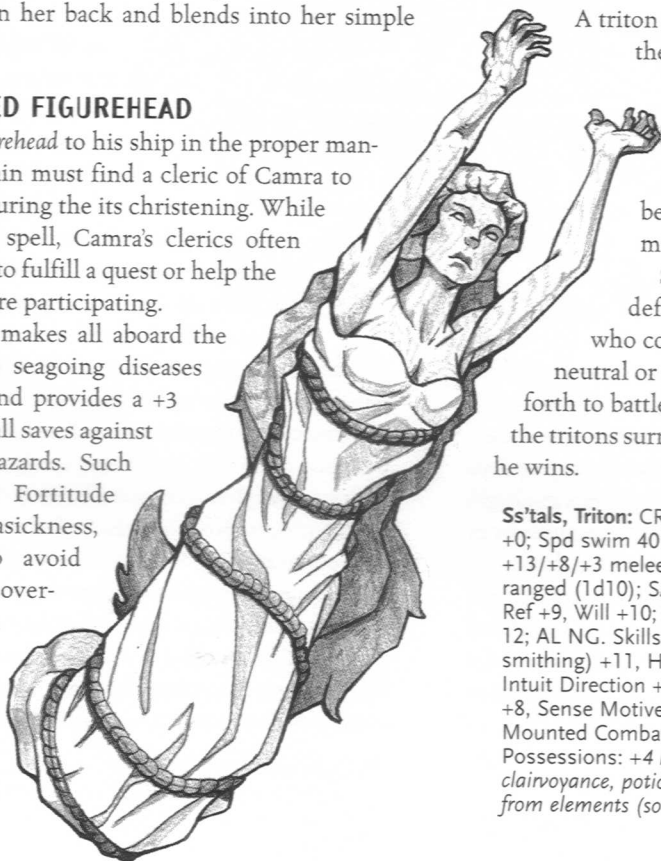 n her back and blends into her simple
ED FIGUREHEAD
rehead to his ship in the proper man-
in must find a cleric of Camra to
uring the its christening. While
spell, Camra's clerics often
to fulfill a quest or help the
re participating.
makes all aboard the
seagoing diseases
nd provides a +3
ll saves against
azards. Such
Fortitude
asickness,
avoid
over-
A triton
the
be
m
def
who co
neutral or
forth to battle
the tritons surr
he wins.
Ss'tals, Triton: CR
+0; Spd swim 40
+13/+8/+3 melee
ranged (1d10); S
Ref +9, Will +10;
12; AL NG. Skills
smithing) +11, H
Intuit Direction +
+8, Sense Motive
Mounted Comba
Possessions: +4
clairvoyance, potio
from elements (so